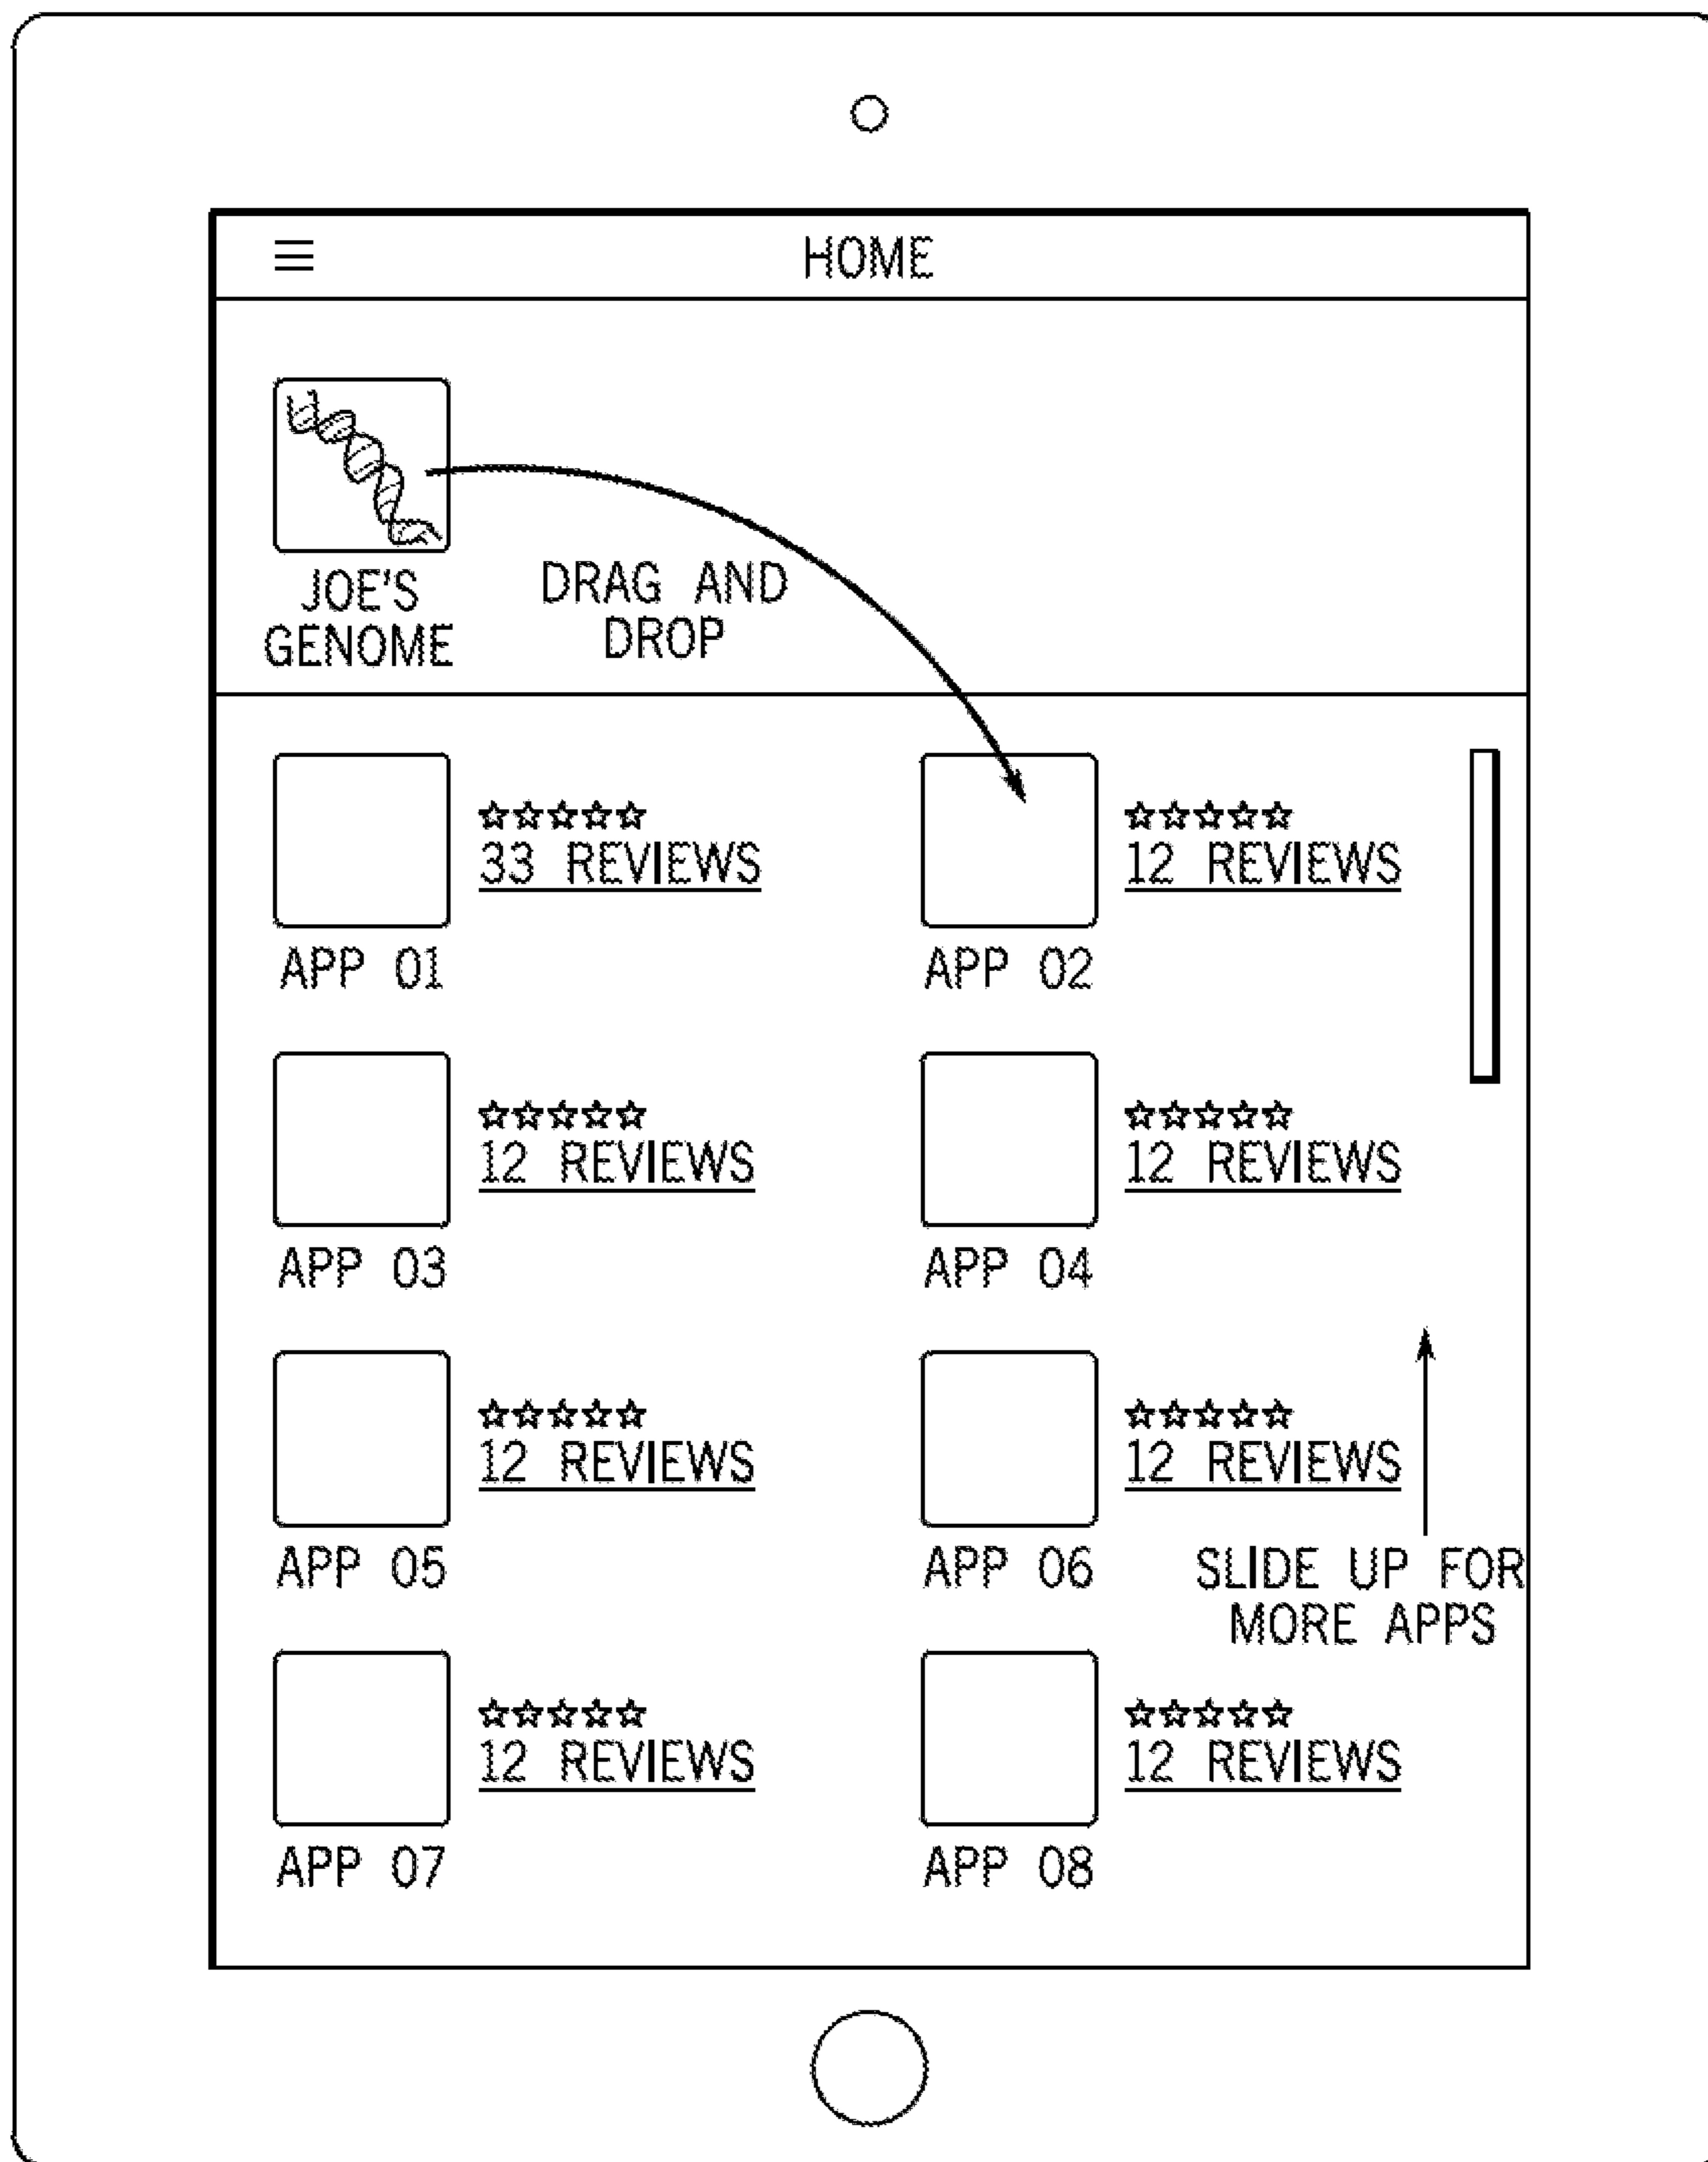 HOME
JOE'S
GENOME
DRAG AND
DROP
33 REVIEWS
APP 01
12 REVIEWS
APP 02
12 REVIEWS
APP 03
12 REVIEWS
APP 04
12 REVIEWS
APP 05
12 REVIEWS
APP 06
SLIDE UP FOR
MORE APPS
12 REVIEWS
APP 07
12 REVIEWS
APP 08